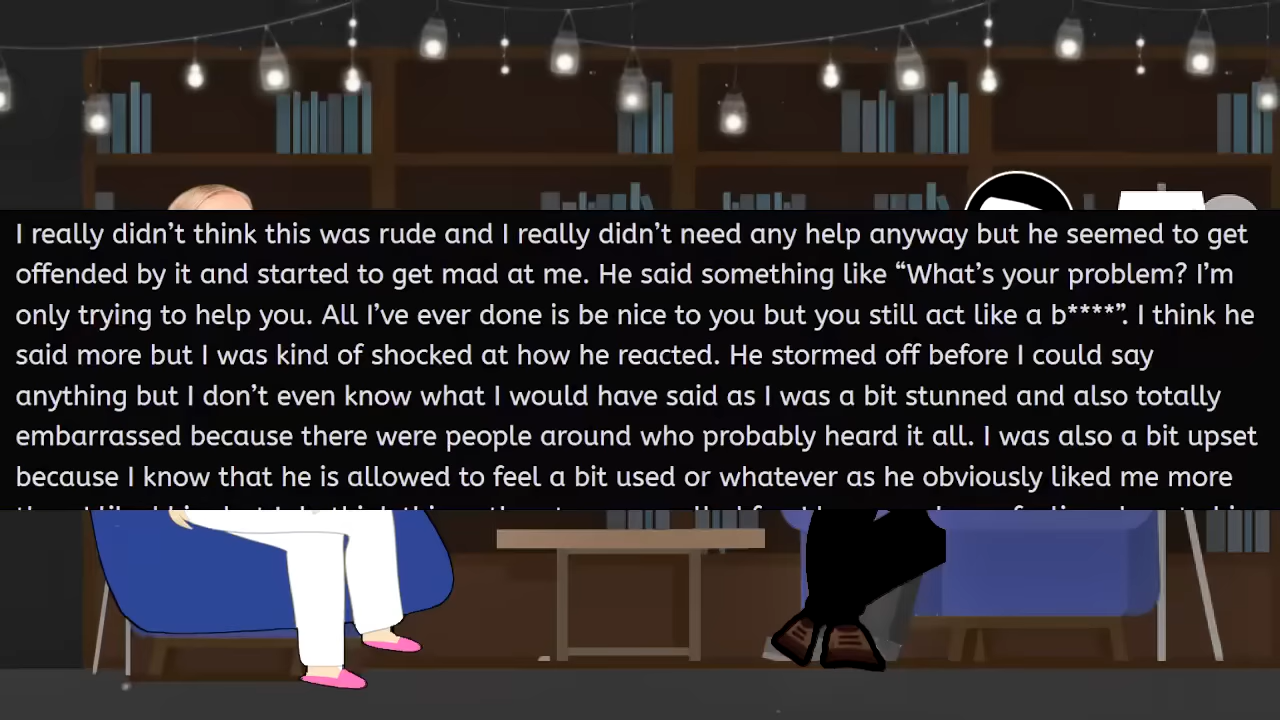 I really didn’t think this was rude and I really didn’t need any help anyway but he seemed to get
offended by it and started to get mad at me. He said something like “What’s your problem? I’m
only trying to help you. All I’ve ever done is be nice to you but you still act like a b****”. I think he
said more but I was kind of shocked at how he reacted. He stormed off before I could say
anything but I don’t even know what I would have said as I was a bit stunned and also totally
embarrassed because there were people around who probably heard it all. I was also a bit upset
because I know that he is allowed to feel a bit used or whatever as he obviously liked me more